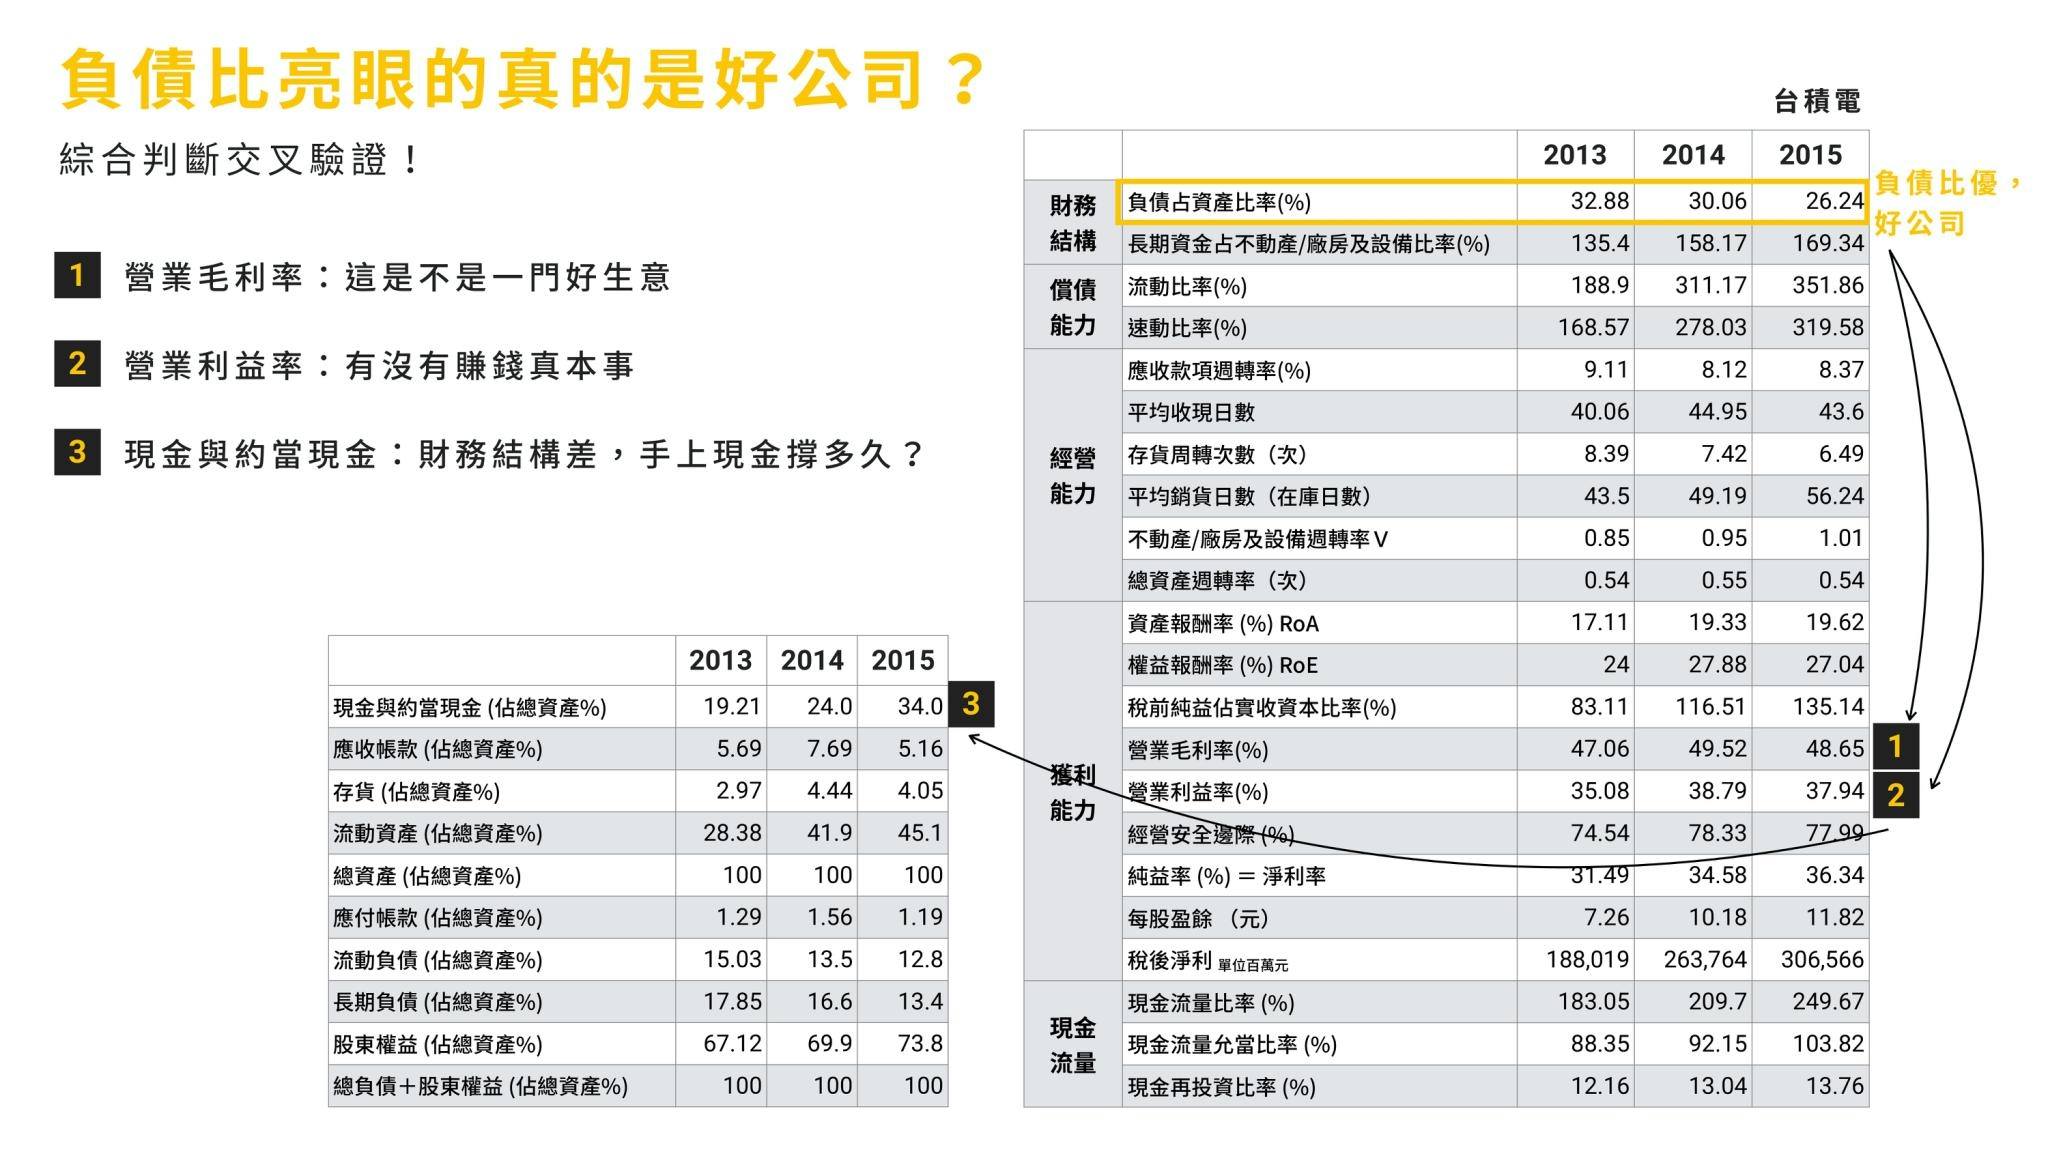 負債比亮眼的真的是好公司？
綜合判斷交叉驗證！
1 營業毛利率：這是不是一門好生意
2 營業利益率：有沒有賺錢真本事
3 現金與約當現金：財務結構差，手上現金撐多久？
2013 2014 2015
現金與約當現金 (佔總資產%) 19.21 24.0 34.0 3
應收帳款 (佔總資產%) 5.69 7.69 5.16
存貨 (佔總資產%) 2.97 4.44 4.05
流動資產 (佔總資產%) 28.38 41.9 45.1
總資產 (佔總資產%) 100 100 100
應付帳款 (佔總資產%) 1.29 1.56 1.19
流動負債 (佔總資產%) 15.03 13.5 12.8
長期負債 (佔總資產%) 17.85 16.6 13.4
股東權益 (佔總資產%) 67.12 69.9 73.8
總負債＋股東權益 (佔總資產%) 100 100 100
台積電
2013 2014 2015
財務
結構
負債占資產比率(%) 32.88 30.06 26.24
長期資金占不動產/廠房及設備比率(%) 135.4 158.17 169.34
負債比優，
好公司
償債
能力
流動比率(%) 188.9 311.17 351.86
速動比率(%) 168.57 278.03 319.58
經營
能力
應收款項週轉率(%) 9.11 8.12 8.37
平均收現日數 40.06 44.95 43.6
存貨周轉次數（次） 8.39 7.42 6.49
平均銷貨日數（在庫日數） 43.5 49.19 56.24
不動產/廠房及設備週轉率Ｖ 0.85 0.95 1.01
總資產週轉率（次） 0.54 0.55 0.54
獲利
能力
資產報酬率 (%) RoA 17.11 19.33 19.62
權益報酬率 (%) RoE 24 27.88 27.04
稅前純益佔實收資本比率(%) 83.11 116.51 135.14
營業毛利率(%) 47.06 49.52 48.65 1
營業利益率(%) 35.08 38.79 37.94 2
經營安全邊際 (%) 74.54 78.33 77.99
純益率 (%) ＝ 淨利率 31.49 34.58 36.34
每股盈餘 （元） 7.26 10.18 11.82
稅後淨利 單位百萬元 188,019 263,764 306,566
現金
流量
現金流量比率 (%) 183.05 209.7 249.67
現金流量允當比率 (%) 88.35 92.15 103.82
現金再投資比率 (%) 12.16 13.04 13.76